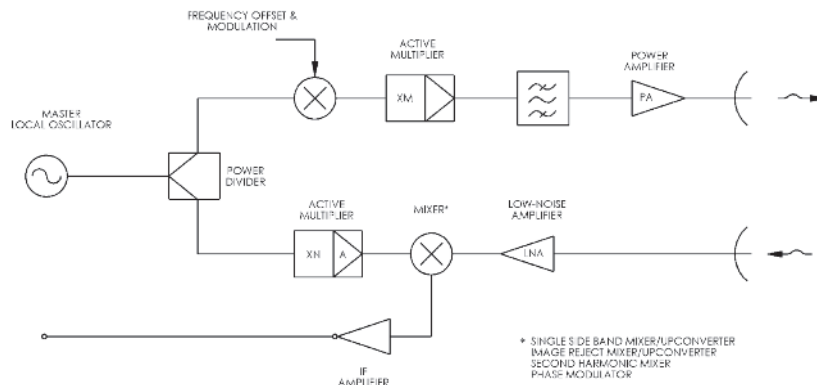 FREQUENCY OFFSET &
MODULATION
ACTIVE
MULTIPLIER
POWER
AMPLIFIER
XM
PA
MASTER
LOCAL OSCILLATOR
POWER
DIVIDER
ACTIVE
MULTIPLIER
MIXER*
LOW-NOISE
AMPLIFIER
XN
A
LNA
IF
AMPLIFIER
* SINGLE SIDE BAND MIXER/UPCONVERTER
IMAGE REJECT MIXER/UPCONVERTER
SECOND HARMONIC MIXER
PHASE MODULATOR